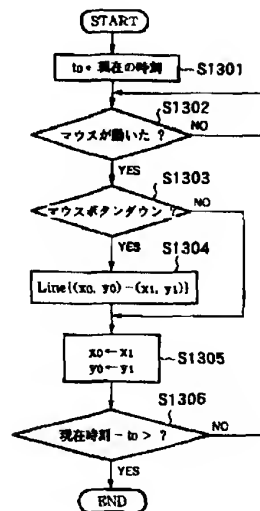 START
t₀ ← 現在の時刻
S1301
S1302
マウスが動いた ?
NO
YES
S1303
マウスボタンダウン ?
NO
YES
S1304
Line{(x₀, y₀) − (x₁, y₁)}
x₀←x₁
y₀←y₁
S1305
S1306
現在時刻 − t₀ > ?
NO
YES
END